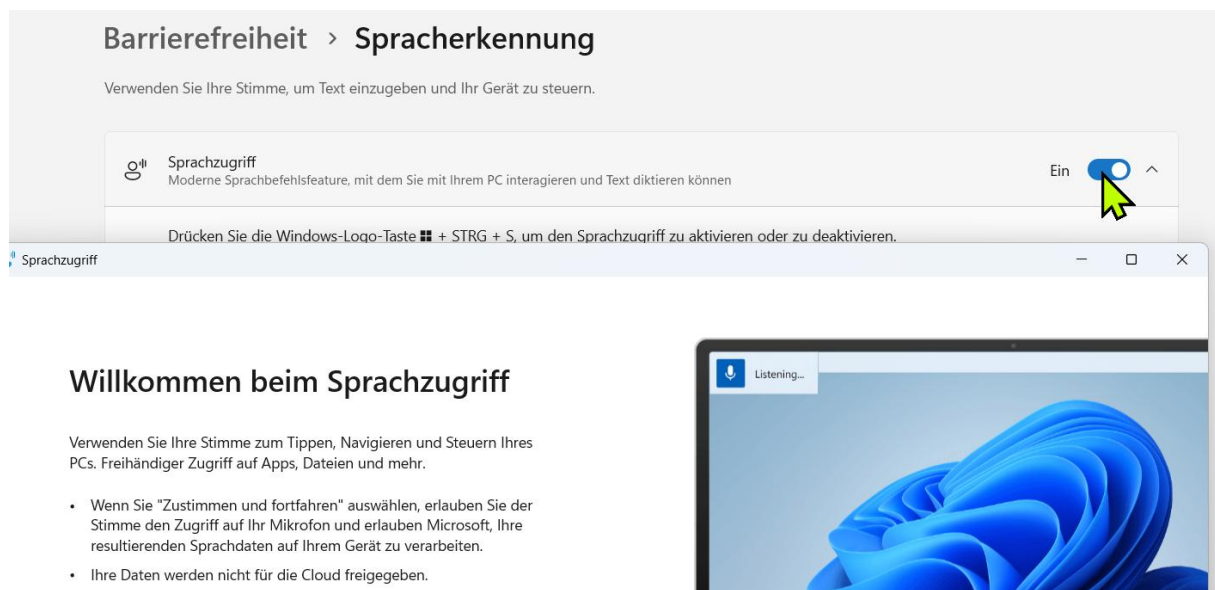 Barrierefreiheit > Spracherkennung
Verwenden Sie Ihre Stimme, um Text einzugeben und Ihr Gerät zu steuern.
Sprachzugriff
Ein
Moderne Sprachbefehlsfeature, mit dem Sie mit Ihrem PC interagieren und Text diktieren können
Drücken Sie die Windows-Logo-Taste + STRG + S, um den Sprachzugriff zu aktivieren oder zu deaktivieren.
Sprachzugriff
Willkommen beim Sprachzugriff
Listening...
Verwenden Sie Ihre Stimme zum Tippen, Navigieren und Steuern Ihres
PCs. Freihändiger Zugriff auf Apps, Dateien und mehr.
• Wenn Sie "Zustimmen und fortfahren" auswählen, erlauben Sie der
Stimme den Zugriff auf Ihr Mikrofon und erlauben Microsoft, Ihre
resultierenden Sprachdaten auf Ihrem Gerät zu verarbeiten.
• Ihre Daten werden nicht für die Cloud freigegeben.